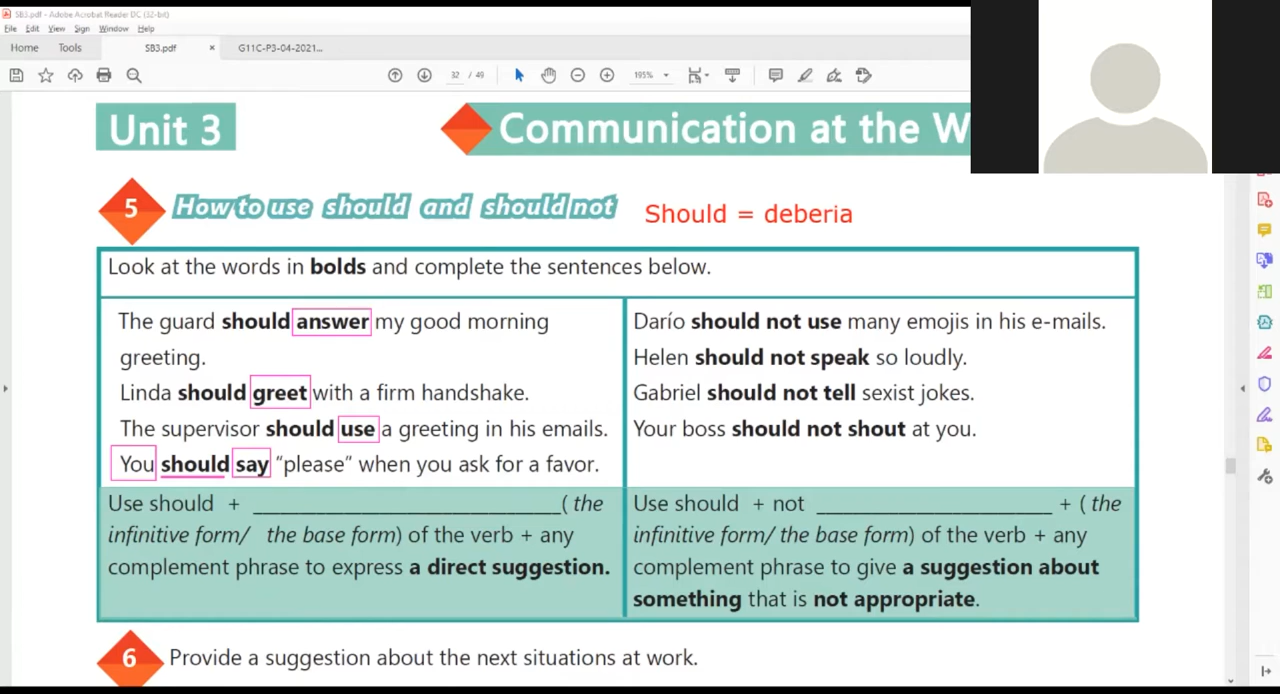 SB3.pdf - Adobe Acrobat Reader DC (32-bit)
File Edit View Sign Window Help
Home Tools SB3.pdf × G11C-P3-04-2021...
32 / 49 195%
Unit 3
Communication at the W
5 How to use should and should not Should = deberia
Look at the words in bolds and complete the sentences below.
The guard should answer my good morning
greeting.
Linda should greet with a firm handshake.
The supervisor should use a greeting in his emails.
You should say “please” when you ask for a favor.
Darío should not use many emojis in his e-mails.
Helen should not speak so loudly.
Gabriel should not tell sexist jokes.
Your boss should not shout at you.
Use should + ______________________________( the
infinitive form/ the base form) of the verb + any
complement phrase to express a direct suggestion.
Use should + not _______________________ + ( the
infinitive form/ the base form) of the verb + any
complement phrase to give a suggestion about
something that is not appropriate.
6 Provide a suggestion about the next situations at work.